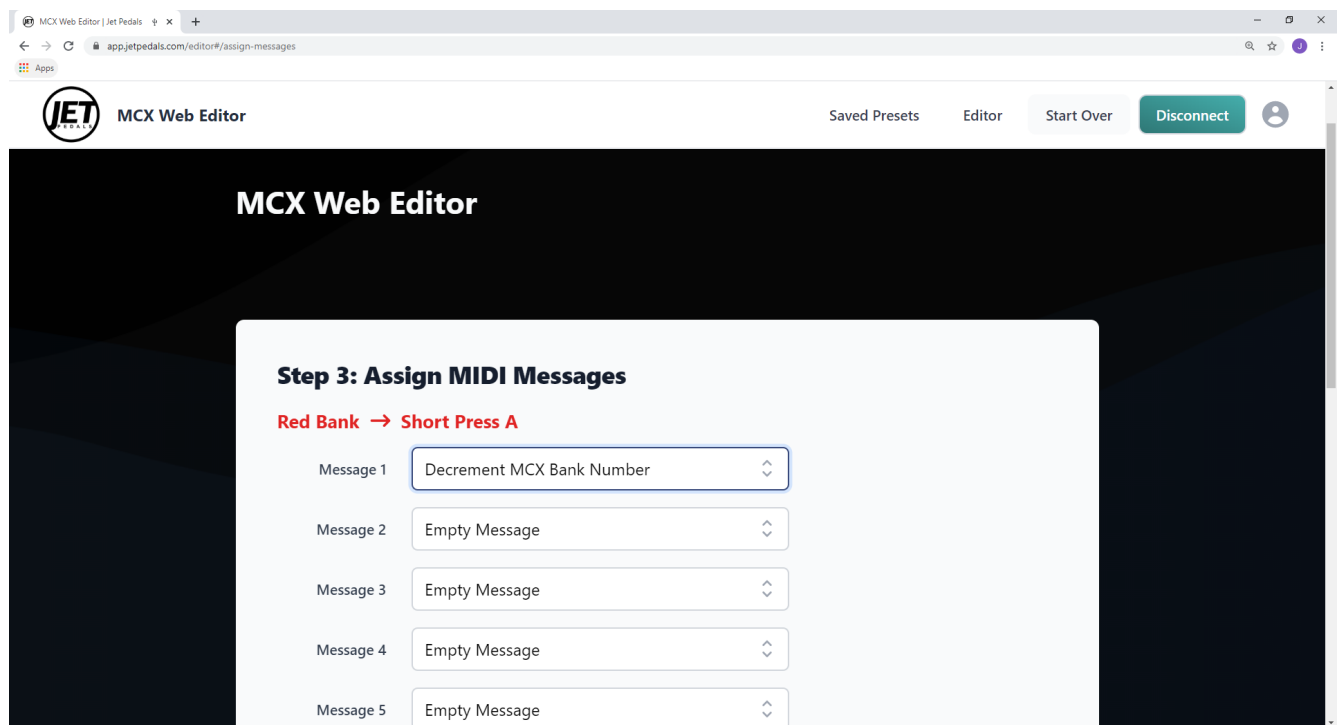 MCX Web Editor | Jet Pedals
app.jetpedals.com/editor#/assign-messages
J
Apps
JET
PEDALS
MCX Web Editor
Saved Presets
Editor
Start Over
Disconnect
MCX Web Editor
Step 3: Assign MIDI Messages
Red Bank → Short Press A
Message 1 Decrement MCX Bank Number
Message 2 Empty Message
Message 3 Empty Message
Message 4 Empty Message
Message 5 Empty Message